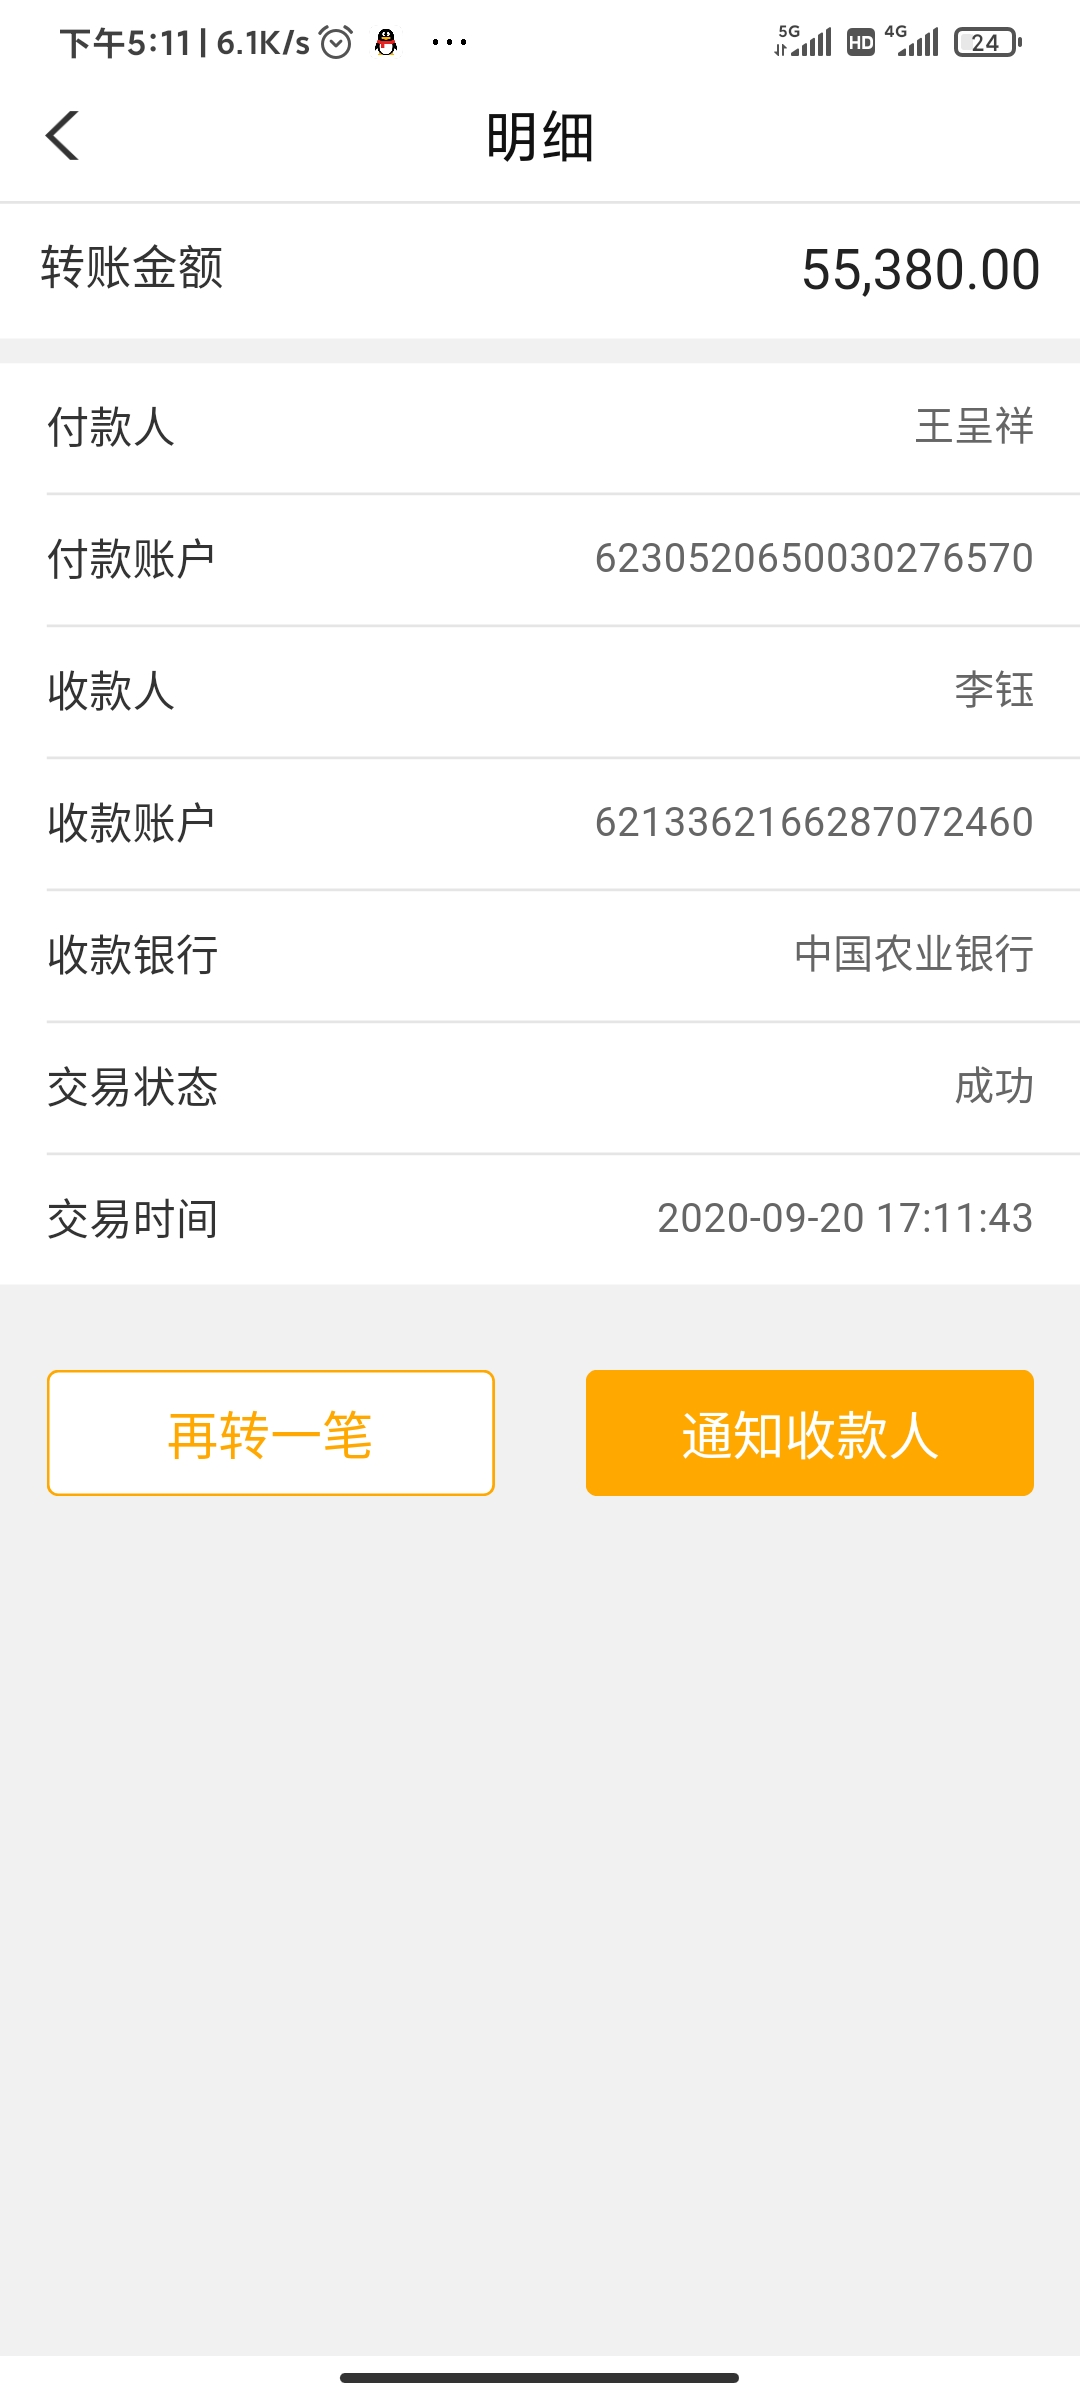 下午5:11 | 6.1K/s 5G HD 4G 24
明细
转账金额 55,380.00
付款人 王呈祥
付款账户 6230520650030276570
收款人 李钰
收款账户 6213362166287072460
收款银行 中国农业银行
交易状态 成功
交易时间 2020-09-20 17:11:43
再转一笔 通知收款人